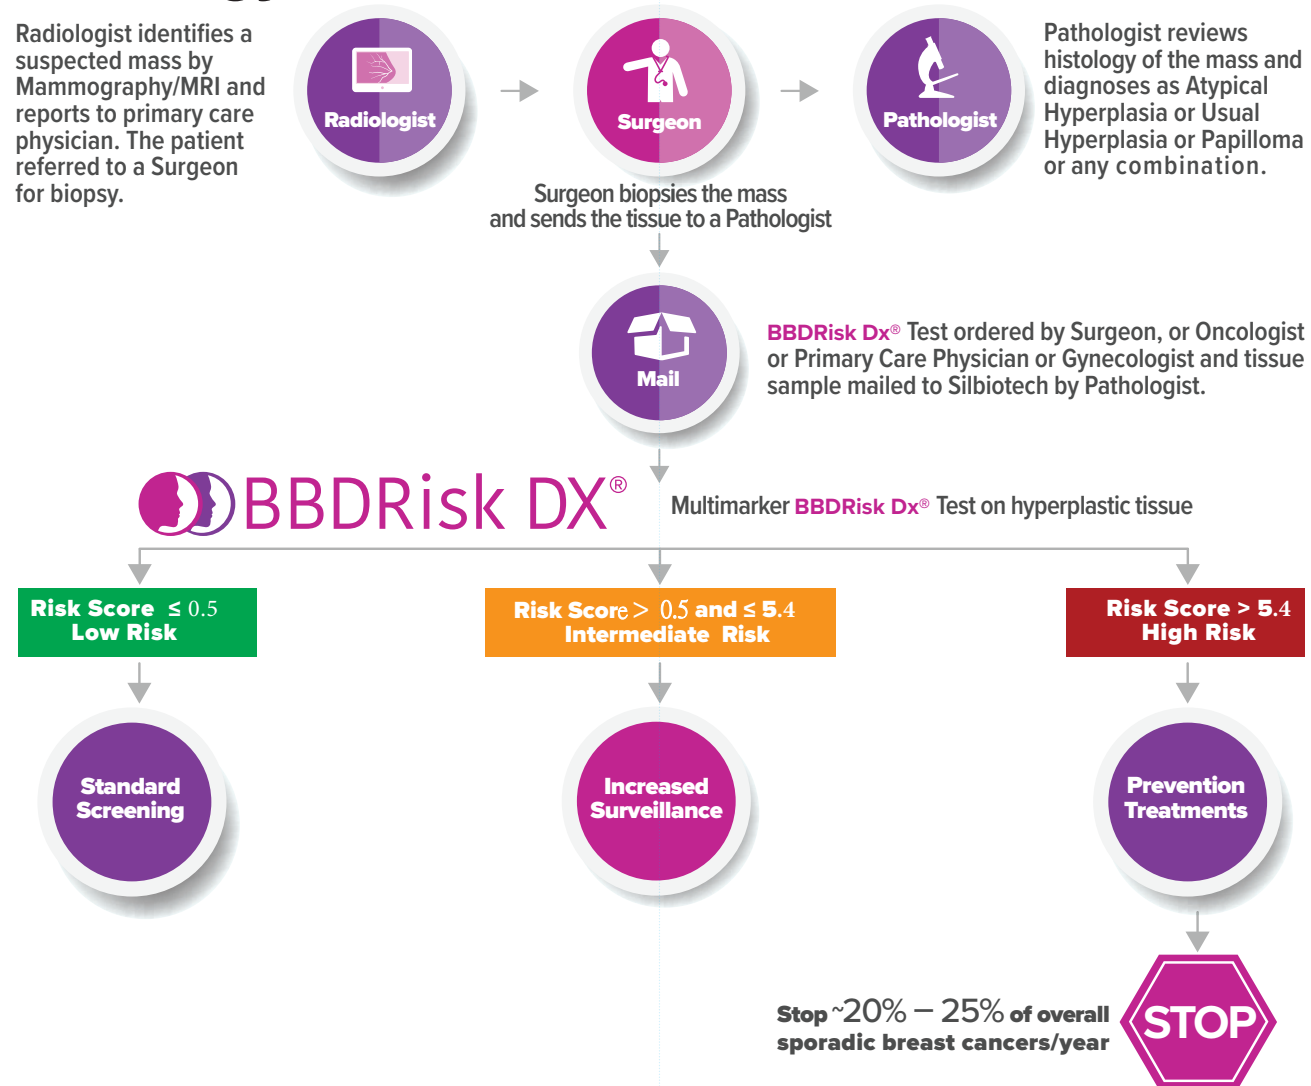 Radiologist identifies a
suspected mass by
Mammography/MRI and
reports to primary care
physician. The patient
referred to a Surgeon
for biopsy.
Radiologist
Surgeon
Pathologist
Pathologist reviews
histology of the mass and
diagnoses as Atypical
Hyperplasia or Usual
Hyperplasia or Papilloma
or any combination.
Surgeon biopsies the mass
and sends the tissue to a Pathologist
Mail
BBDRisk Dx® Test ordered by Surgeon, or Oncologist
or Primary Care Physician or Gynecologist and tissue
sample mailed to Silbiotech by Pathologist.
BBDRisk DX®
Multimarker BBDRisk Dx® Test on hyperplastic tissue
Risk Score ≤ 0.5
Low Risk
Risk Score > 0.5 and ≤ 5.4
Intermediate Risk
Risk Score > 5.4
High Risk
Standard
Screening
Increased
Surveillance
Prevention
Treatments
Stop ~20% – 25% of overall
sporadic breast cancers/year
STOP